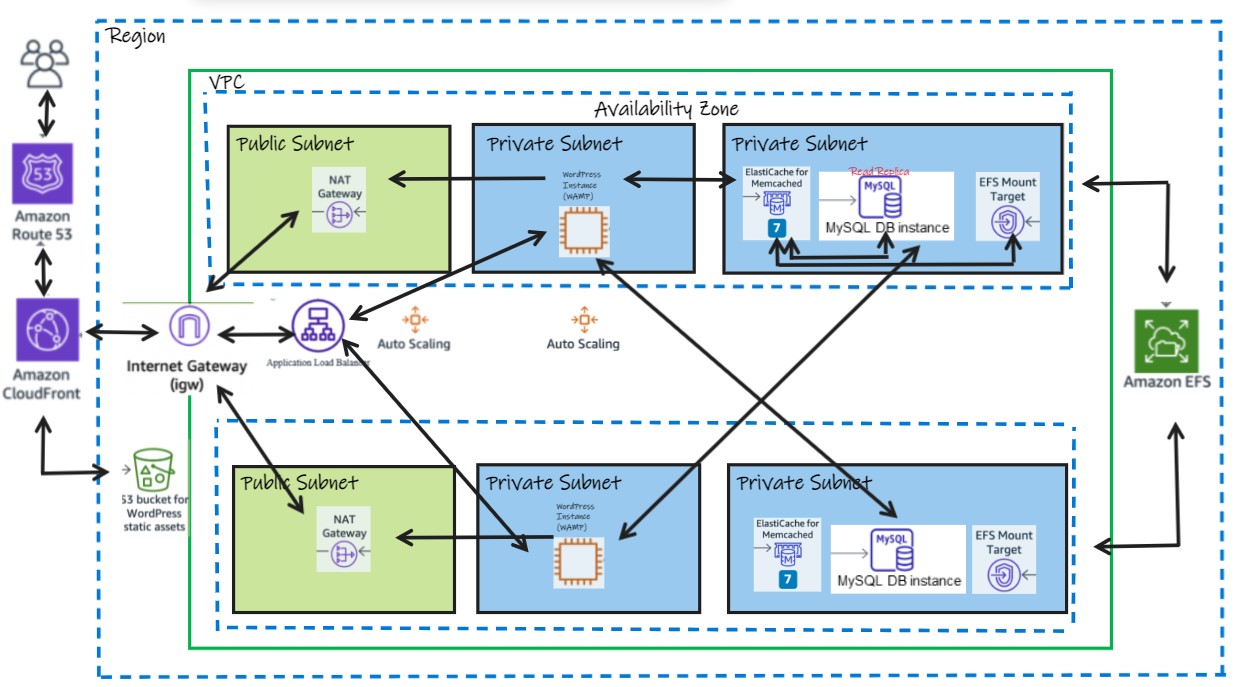 Region
VPC
Availability Zone
Public Subnet
NAT
Gateway
Private Subnet
WordPress
Instance
(WAMP)
Private Subnet
ElastiCache for
Memcached
7
Read Replica
MySQL
MySQL DB instance
EFS Mount
Target
53
Amazon
Route 53
Amazon
CloudFront
Internet Gateway
(igw)
Application Load Balancer
Auto Scaling
Auto Scaling
Amazon EFS
S3 bucket for
WordPress
static assets
Public Subnet
NAT
Gateway
Private Subnet
WordPress
Instance
(WAMP)
Private Subnet
ElastiCache for
Memcached
7
MySQL
MySQL DB instance
EFS Mount
Target